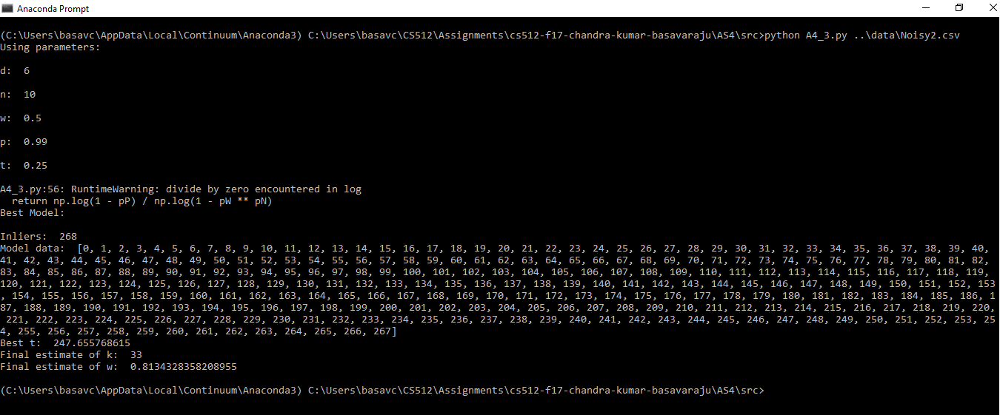 Anaconda Prompt
(C:\Users\basavc\AppData\Local\Continuum\Anaconda3) C:\Users\basavc\CS512\Assignments\cs512-f17-chandra-kumar-basavaraju\AS4\src>python A4_3.py ..\data\Noisy2.csv
Using parameters:
d:  6
n:  10
w:  0.5
p:  0.99
t:  0.25
A4_3.py:56: RuntimeWarning: divide by zero encountered in log
  return np.log(1 - pP) / np.log(1 - pW ** pN)
Best Model:
Inliers:  268
Model data:  [0, 1, 2, 3, 4, 5, 6, 7, 8, 9, 10, 11, 12, 13, 14, 15, 16, 17, 18, 19, 20, 21, 22, 23, 24, 25, 26, 27, 28, 29, 30, 31, 32, 33, 34, 35, 36, 37, 38, 39, 40,
41, 42, 43, 44, 45, 46, 47, 48, 49, 50, 51, 52, 53, 54, 55, 56, 57, 58, 59, 60, 61, 62, 63, 64, 65, 66, 67, 68, 69, 70, 71, 72, 73, 74, 75, 76, 77, 78, 79, 80, 81, 82,
83, 84, 85, 86, 87, 88, 89, 90, 91, 92, 93, 94, 95, 96, 97, 98, 99, 100, 101, 102, 103, 104, 105, 106, 107, 108, 109, 110, 111, 112, 113, 114, 115, 116, 117, 118, 119,
120, 121, 122, 123, 124, 125, 126, 127, 128, 129, 130, 131, 132, 133, 134, 135, 136, 137, 138, 139, 140, 141, 142, 143, 144, 145, 146, 147, 148, 149, 150, 151, 152, 153
, 154, 155, 156, 157, 158, 159, 160, 161, 162, 163, 164, 165, 166, 167, 168, 169, 170, 171, 172, 173, 174, 175, 176, 177, 178, 179, 180, 181, 182, 183, 184, 185, 186, 1
87, 188, 189, 190, 191, 192, 193, 194, 195, 196, 197, 198, 199, 200, 201, 202, 203, 204, 205, 206, 207, 208, 209, 210, 211, 212, 213, 214, 215, 216, 217, 218, 219, 220,
 221, 222, 223, 224, 225, 226, 227, 228, 229, 230, 231, 232, 233, 234, 235, 236, 237, 238, 239, 240, 241, 242, 243, 244, 245, 246, 247, 248, 249, 250, 251, 252, 253, 25
4, 255, 256, 257, 258, 259, 260, 261, 262, 263, 264, 265, 266, 267]
Best t:  247.655768615
Final estimate of k:  33
Final estimate of w:  0.8134328358208955
(C:\Users\basavc\AppData\Local\Continuum\Anaconda3) C:\Users\basavc\CS512\Assignments\cs512-f17-chandra-kumar-basavaraju\AS4\src>